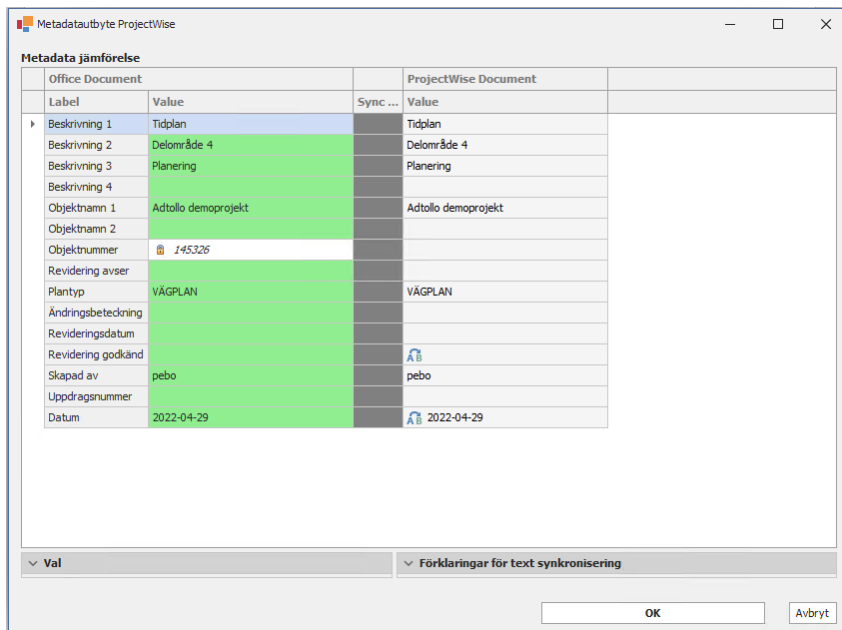 Metadatautbyte ProjectWise
Metadata jämförelse
Office Document ProjectWise Document
Label Value Sync ... Value
Beskrivning 1 Tidplan Tidplan
Beskrivning 2 Delområde 4 Delområde 4
Beskrivning 3 Planering Planering
Beskrivning 4
Objektnamn 1 Adtollo demoprojekt Adtollo demoprojekt
Objektnamn 2
Objektnummer 145326
Revidering avser
Plantyp VÄGPLAN VÄGPLAN
Ändringsbeteckning
Revideringsdatum
Revidering godkänd AB
Skapad av pebo pebo
Uppdragsnummer
Datum 2022-04-29 AB 2022-04-29
Val Förklaringar för text synkronisering
OK Avbryt